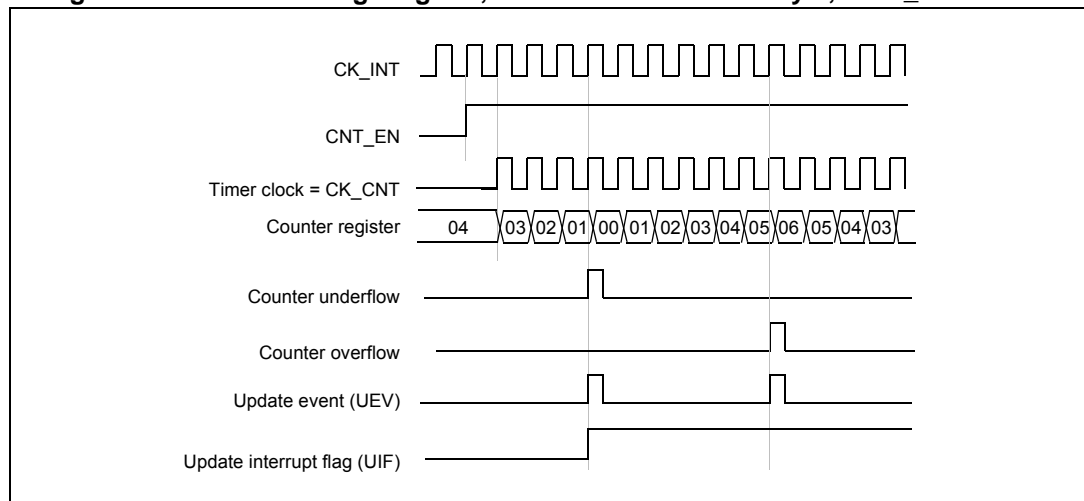 CK_INT
CNT_EN
Timer clock = CK_CNT
Counter register 04 03 02 01 00 01 02 03 04 05 06 05 04 03
Counter underflow
Counter overflow
Update event (UEV)
Update interrupt flag (UIF)